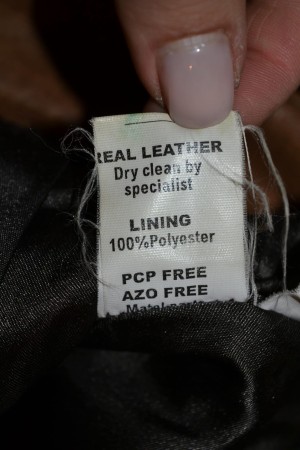 REAL LEATHER
Dry clean by
specialist
LINING
100%Polyester
PCP FREE
AZO FREE